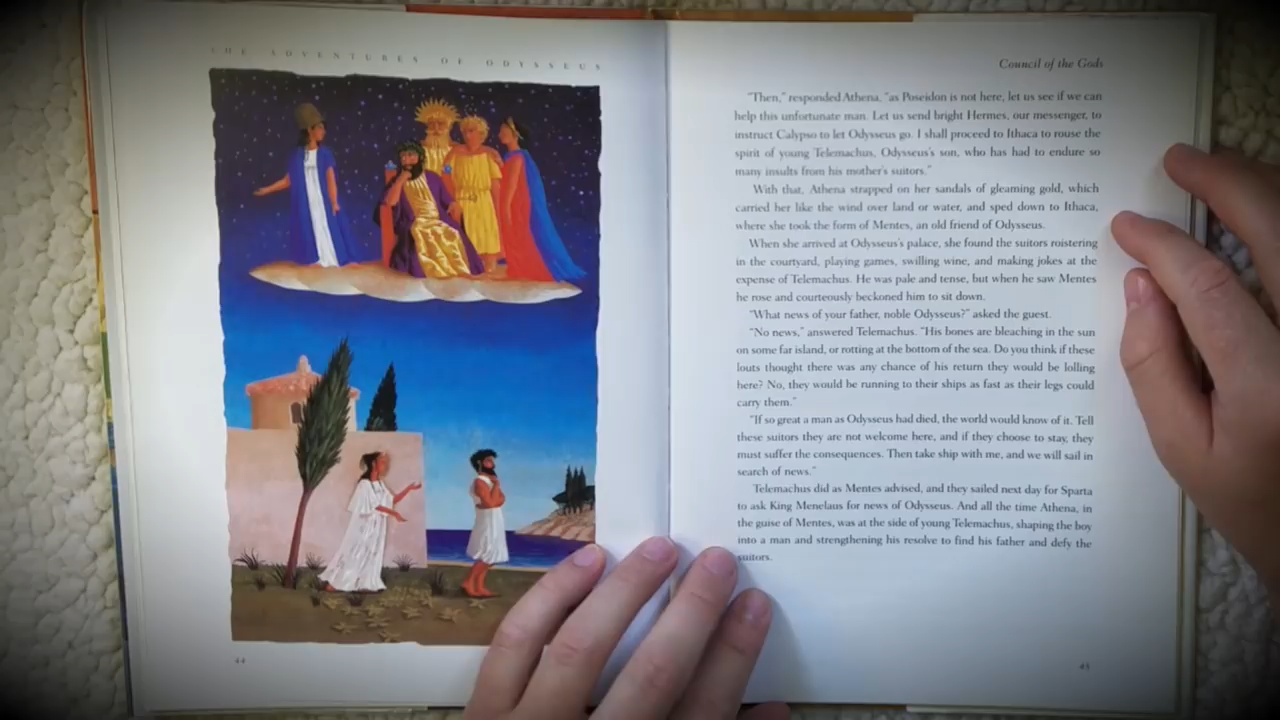 THE ADVENTURES OF ODYSSEUS
44
Council of the Gods
"Then," responded Athena, "as Poseidon is not here, let us see if we can
help this unfortunate man. Let us send bright Hermes, our messenger, to
instruct Calypso to let Odysseus go. I shall proceed to Ithaca to rouse the
spirit of young Telemachus, Odysseus's son, who has had to endure so
many insults from his mother's suitors."
With that, Athena strapped on her sandals of gleaming gold, which
carried her like the wind over land or water, and sped down to Ithaca,
where she took the form of Mentes, an old friend of Odysseus.
When she arrived at Odysseus's palace, she found the suitors roistering
in the courtyard, playing games, swilling wine, and making jokes at the
expense of Telemachus. He was pale and tense, but when he saw Mentes
he rose and courteously beckoned him to sit down.
"What news of your father, noble Odysseus?" asked the guest.
"No news," answered Telemachus. "His bones are bleaching in the sun
on some far island, or rotting at the bottom of the sea. Do you think if these
louts thought there was any chance of his return they would be lolling
here? No, they would be running to their ships as fast as their legs could
carry them."
"If so great a man as Odysseus had died, the world would know of it. Tell
these suitors they are not welcome here, and if they choose to stay, they
must suffer the consequences. Then take ship with me, and we will sail in
search of news."
Telemachus did as Mentes advised, and they sailed next day for Sparta
to ask King Menelaus for news of Odysseus. And all the time Athena, in
the guise of Mentes, was at the side of young Telemachus, shaping the boy
into a man and strengthening his resolve to find his father and defy the
suitors.
45